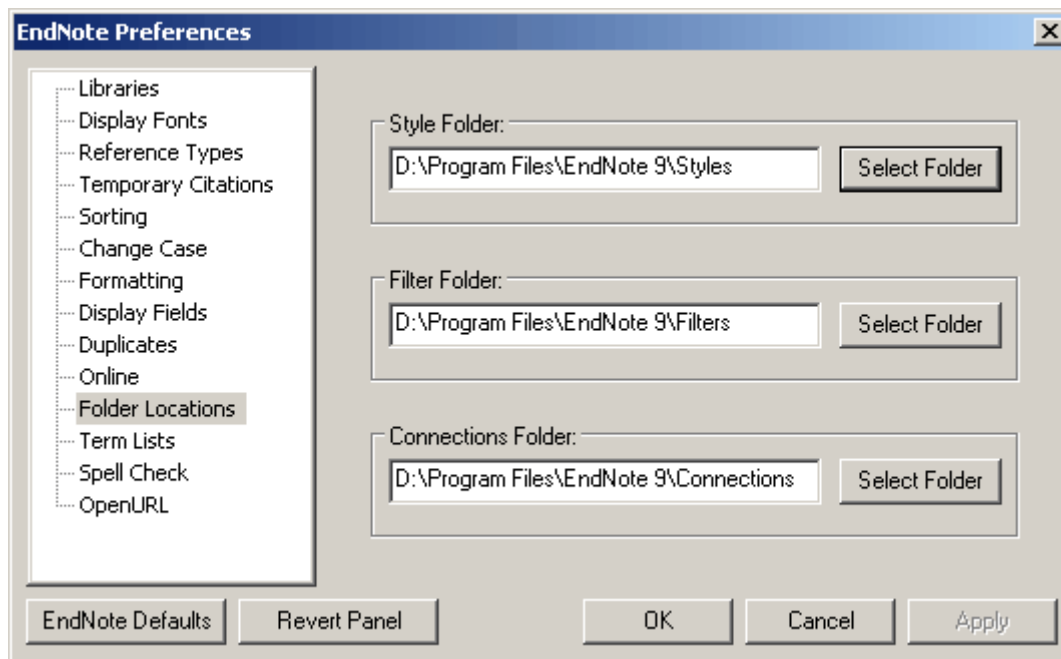 EndNote Preferences
Libraries
Display Fonts
Reference Types
Temporary Citations
Sorting
Change Case
Formatting
Display Fields
Duplicates
Online
Folder Locations
Term Lists
Spell Check
OpenURL
Style Folder:
D:\Program Files\EndNote 9\Styles
Select Folder
Filter Folder:
D:\Program Files\EndNote 9\Filters
Select Folder
Connections Folder:
D:\Program Files\EndNote 9\Connections
Select Folder
EndNote Defaults
Revert Panel
OK
Cancel
Apply